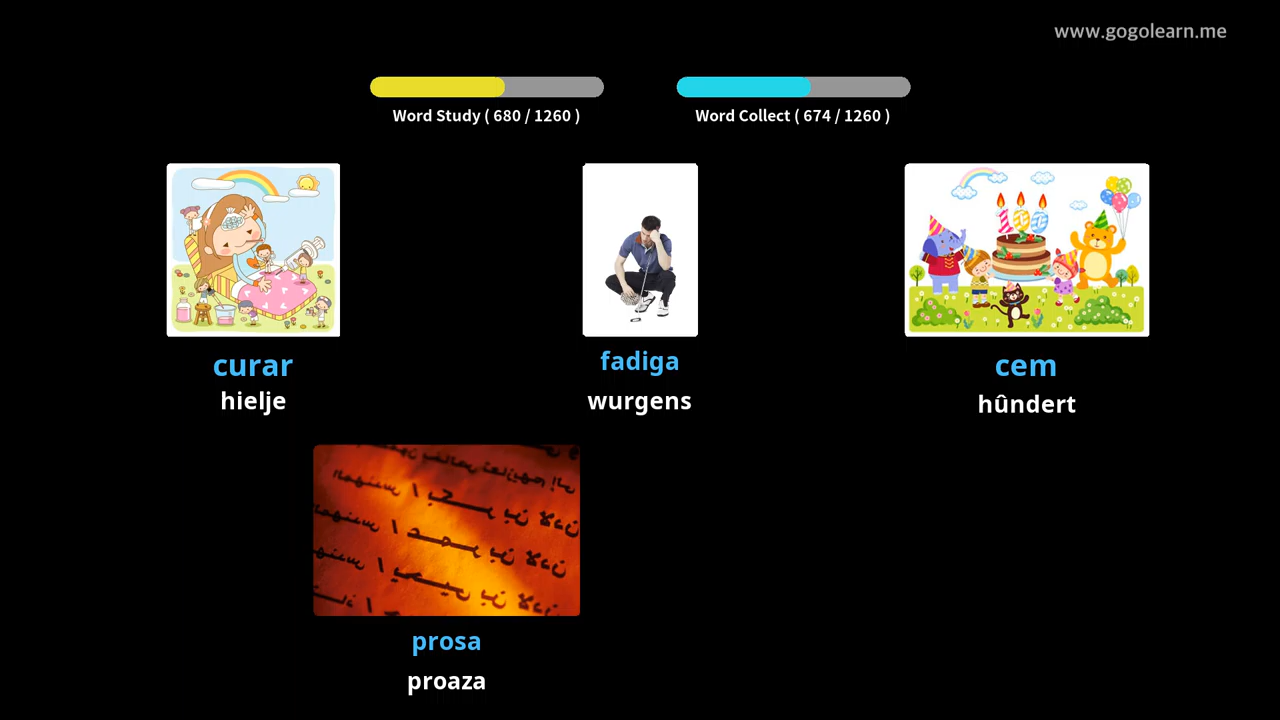 www.gogolearn.me
Word Study ( 680 / 1260 )
Word Collect ( 674 / 1260 )
curar
hielje
fadiga
wurgens
cem
hûndert
100
prosa
proaza